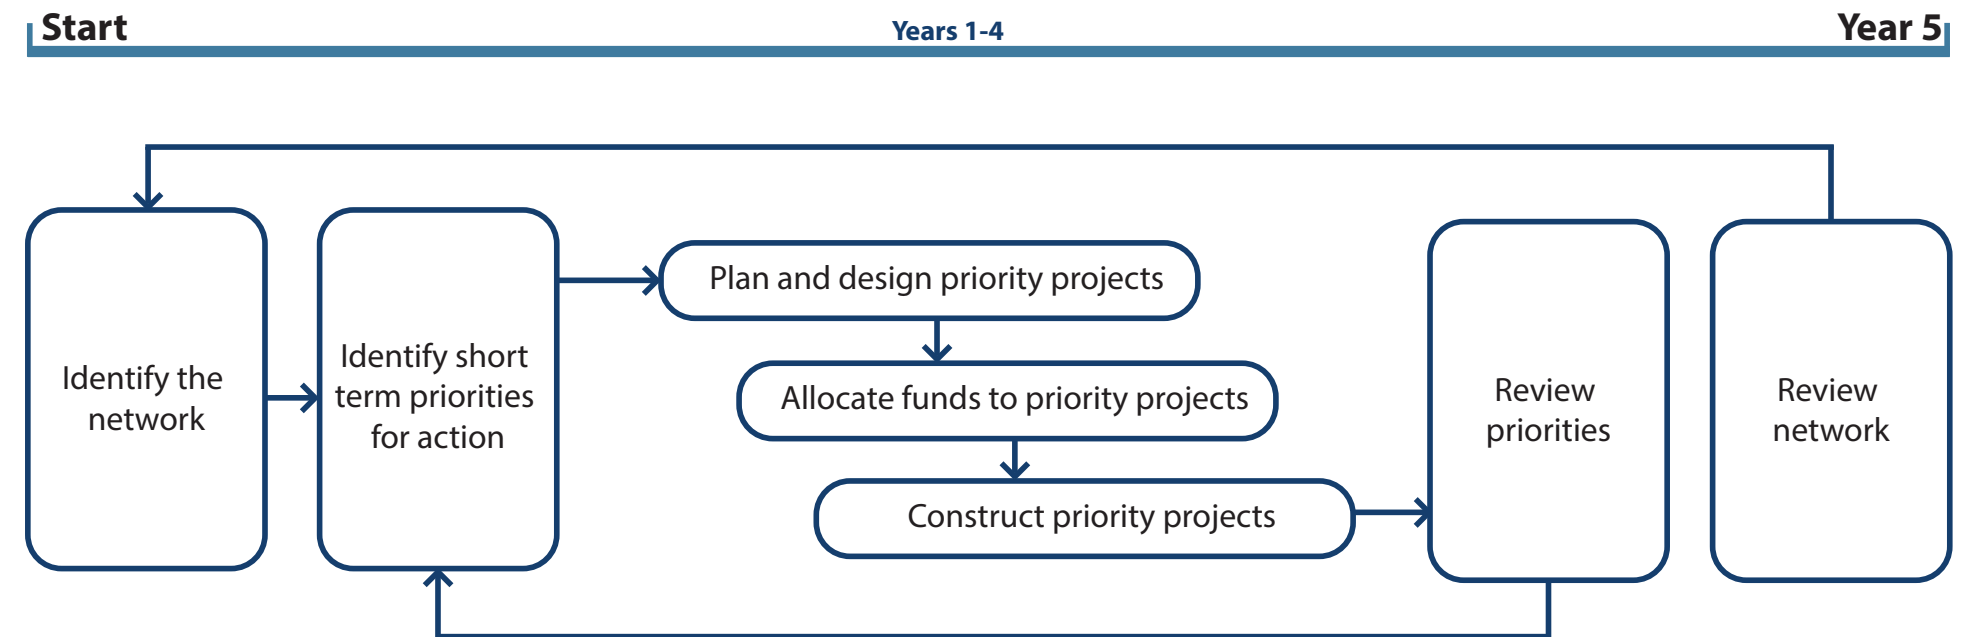 Start
Years 1-4
Year 5
Identify the
network
Identify short
term priorities
for action
Plan and design priority projects
Allocate funds to priority projects
Construct priority projects
Review
priorities
Review
network